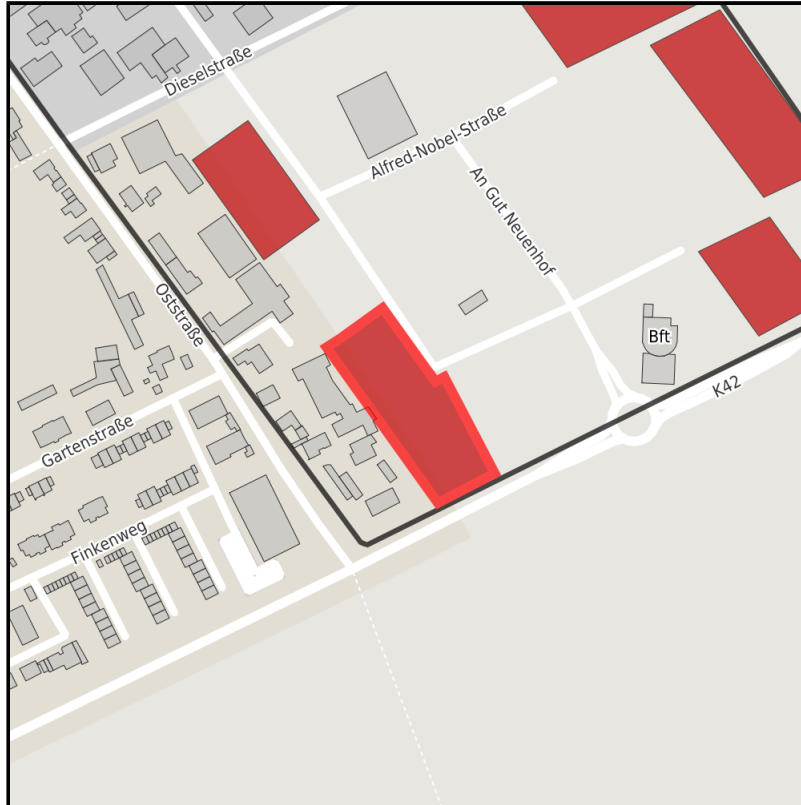 Dieselstraße
Alfred-Nobel-Straße
An Gut Neuenhof
Oststraße
Bft
K42
Gartenstraße
Finkenweg